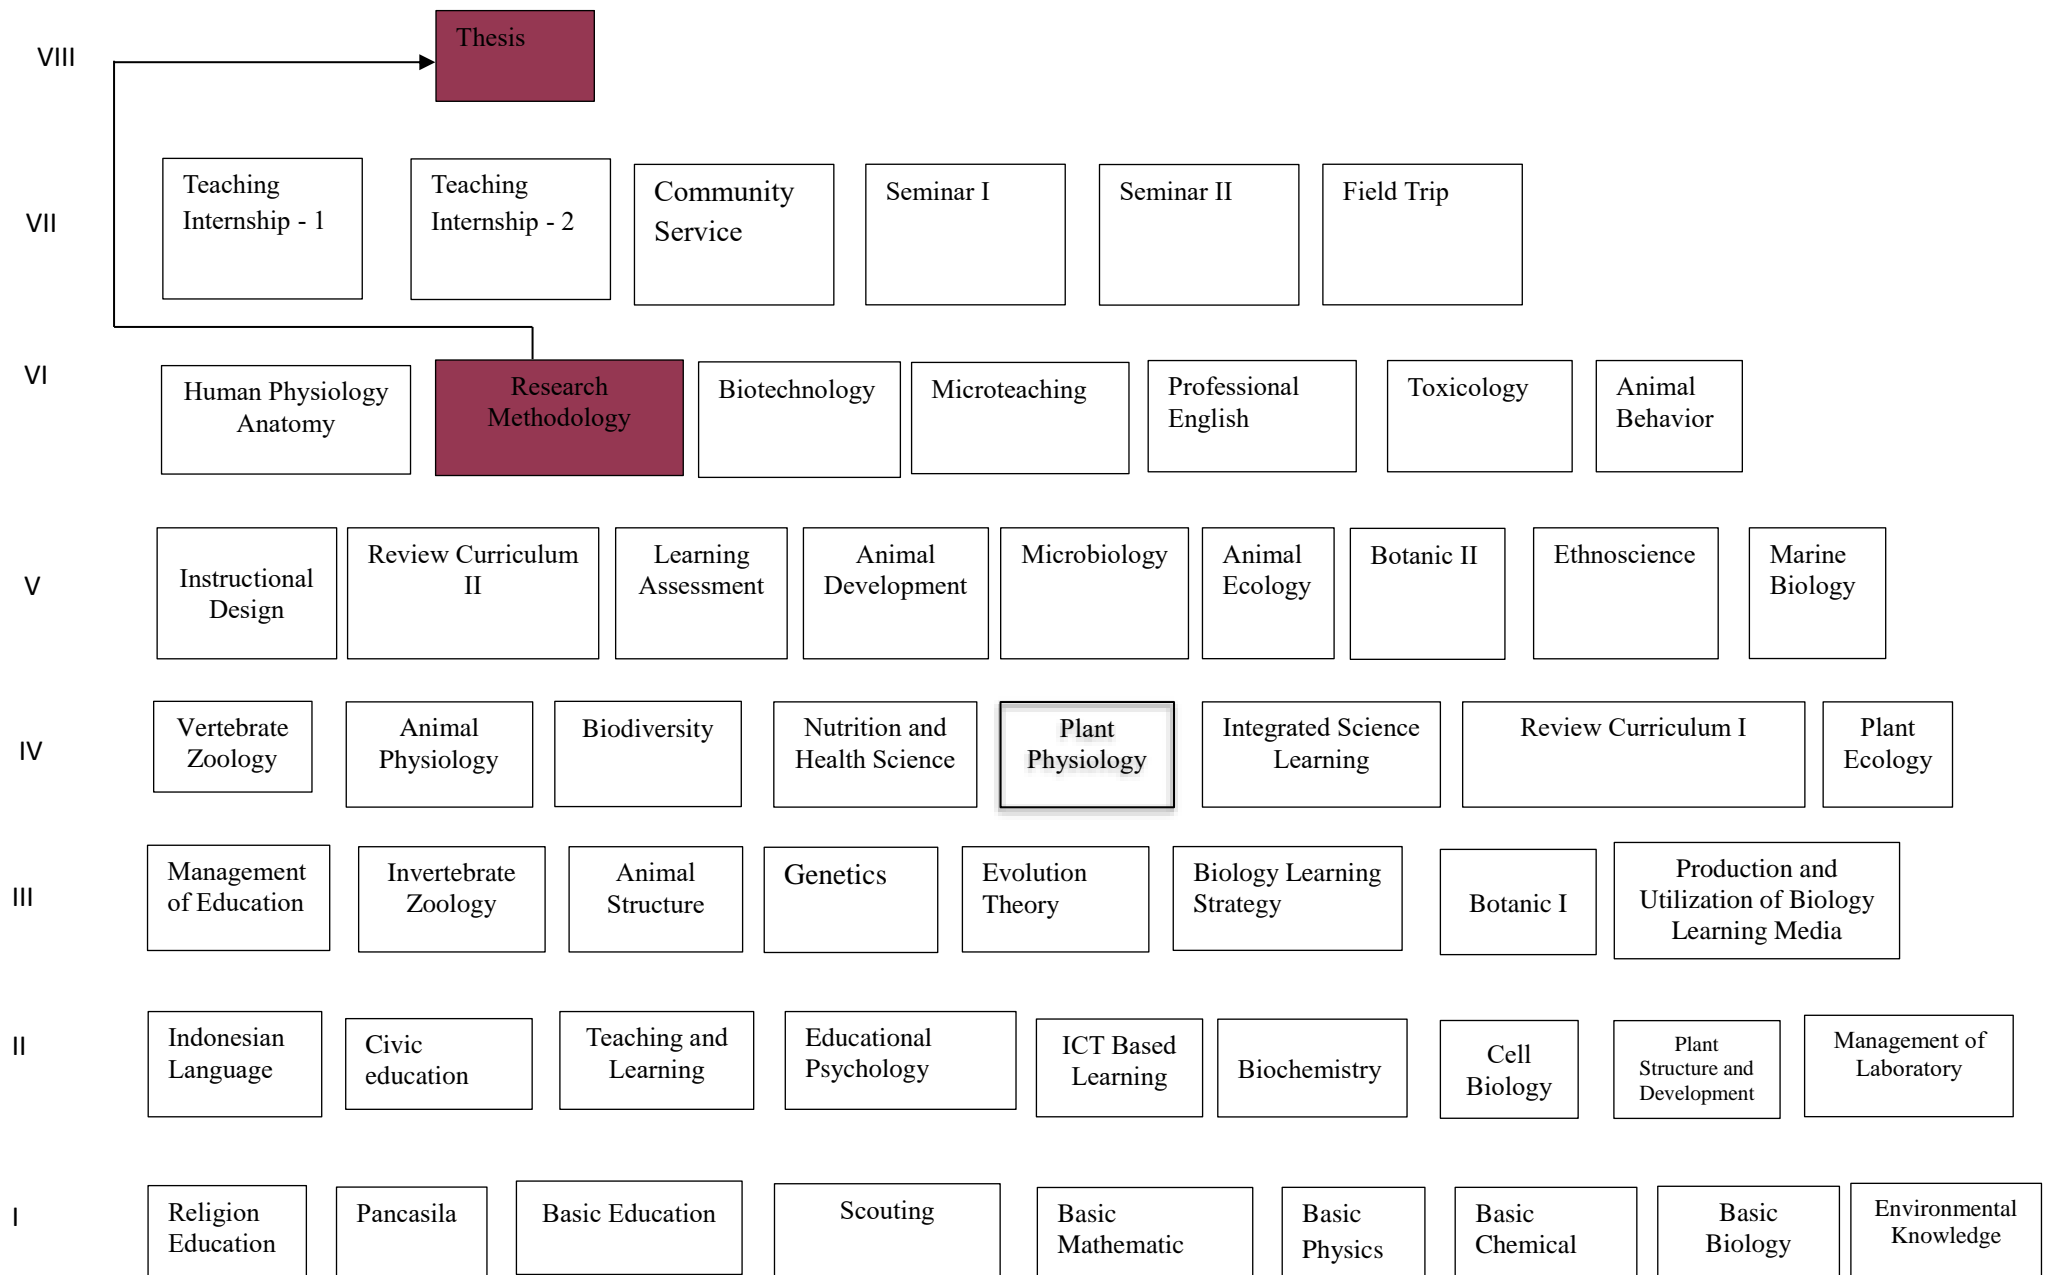 VIII
Thesis
VII
Teaching
Internship - 1
Teaching
Internship - 2
Community
Service
Seminar I
Seminar II
Field Trip
VI
Human Physiology
Anatomy
Research
Methodology
Biotechnology
Microteaching
Professional
English
Toxicology
Animal
Behavior
V
Instructional
Design
Review Curriculum
II
Learning
Assessment
Animal
Development
Microbiology
Animal
Ecology
Botanic II
Ethnoscience
Marine
Biology
IV
Vertebrate
Zoology
Animal
Physiology
Biodiversity
Nutrition and
Health Science
Plant
Physiology
Integrated Science
Learning
Review Curriculum I
Plant
Ecology
III
Management
of Education
Invertebrate
Zoology
Animal
Structure
Genetics
Evolution
Theory
Biology Learning
Strategy
Botanic I
Production and
Utilization of Biology
Learning Media
II
Indonesian
Language
Civic
education
Teaching and
Learning
Educational
Psychology
ICT Based
Learning
Biochemistry
Cell
Biology
Plant
Structure and
Development
Management of
Laboratory
I
Religion
Education
Pancasila
Basic Education
Scouting
Basic
Mathematic
Basic
Physics
Basic
Chemical
Basic
Biology
Environmental
Knowledge